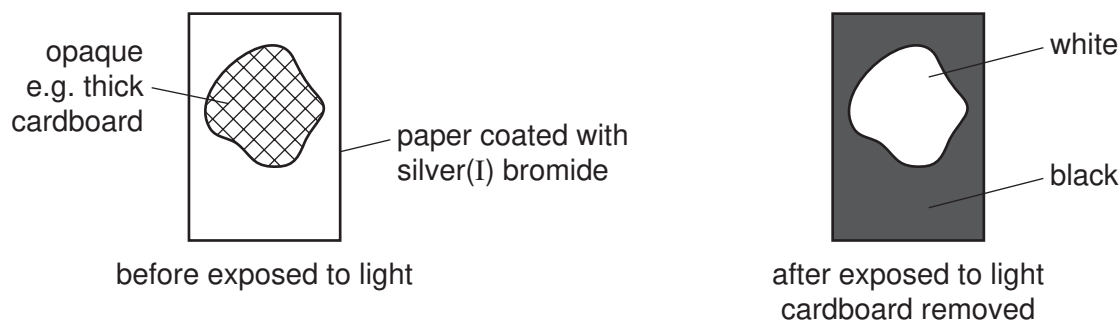 opaque
e.g. thick
cardboard
paper coated with
silver(I) bromide
before exposed to light
white
black
after exposed to light
cardboard removed